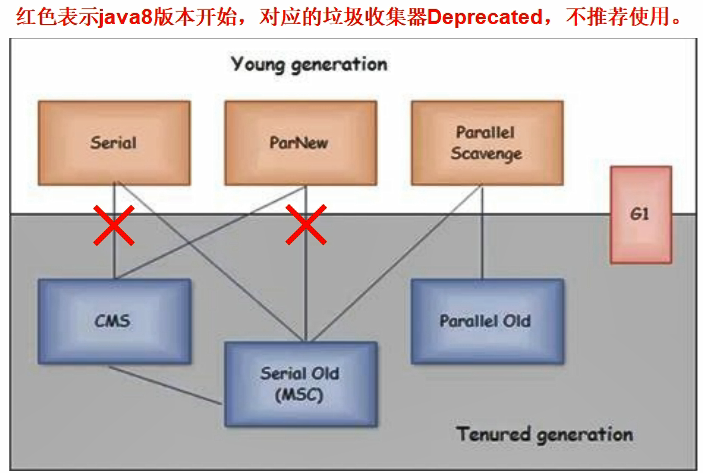 红色表示java8版本开始，对应的垃圾收集器Deprecated，不推荐使用。
Young generation
Serial
ParNew
Parallel
Scavenge
G1
CMS
Serial Old
(MSC)
Parallel Old
Tenured generation